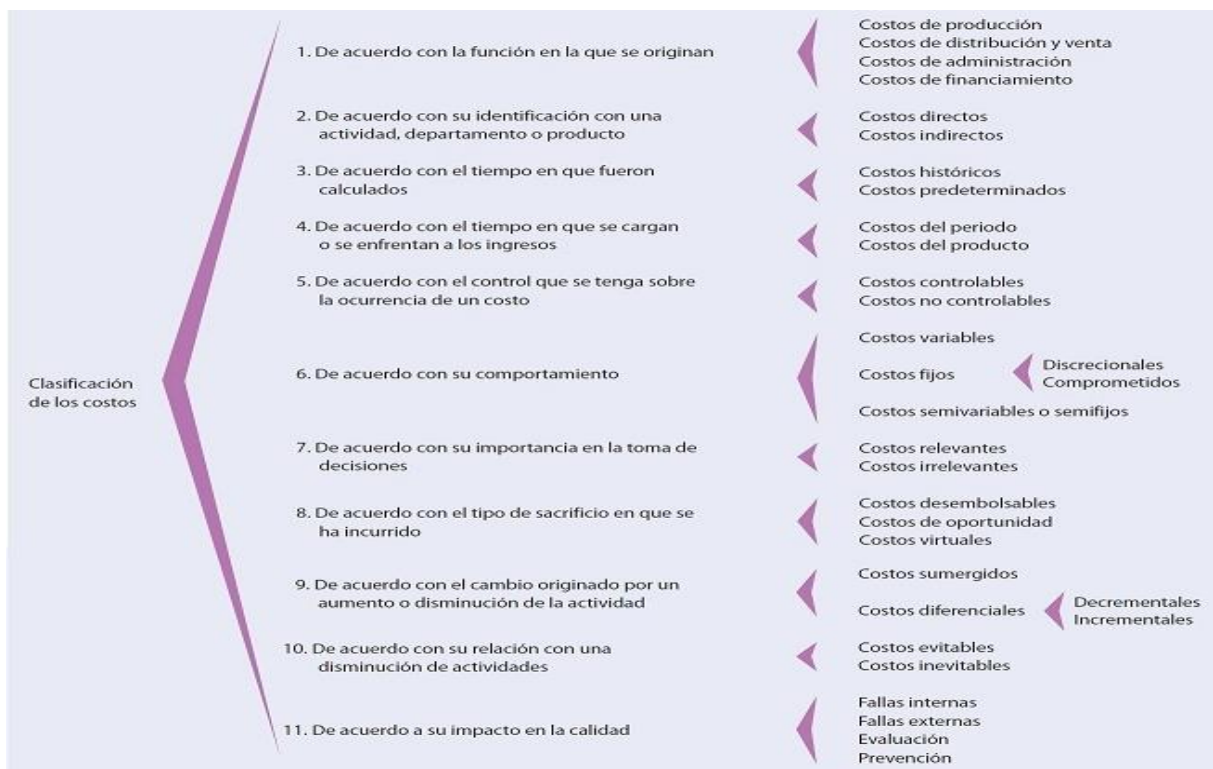 Clasificación
de los costos
1. De acuerdo con la función en la que se originan
Costos de producción
Costos de distribución y venta
Costos de administración
Costos de financiamiento
2. De acuerdo con su identificación con una
actividad, departamento o producto
Costos directos
Costos indirectos
3. De acuerdo con el tiempo en que fueron
calculados
Costos históricos
Costos predeterminados
4. De acuerdo con el tiempo en que se cargan
o se enfrentan a los ingresos
Costos del periodo
Costos del producto
5. De acuerdo con el control que se tenga sobre
la ocurrencia de un costo
Costos controlables
Costos no controlables
6. De acuerdo con su comportamiento
Costos variables
Costos fijos
Discrecionales
Comprometidos
Costos semivariables o semifijos
7. De acuerdo con su importancia en la toma de
decisiones
Costos relevantes
Costos irrelevantes
8. De acuerdo con el tipo de sacrificio en que se
ha incurrido
Costos desembolsables
Costos de oportunidad
Costos virtuales
9. De acuerdo con el cambio originado por un
aumento o disminución de la actividad
Costos sumergidos
Costos diferenciales
Decrementales
Incrementales
10. De acuerdo con su relación con una
disminución de actividades
Costos evitables
Costos inevitables
11. De acuerdo a su impacto en la calidad
Fallas internas
Fallas externas
Evaluación
Prevención